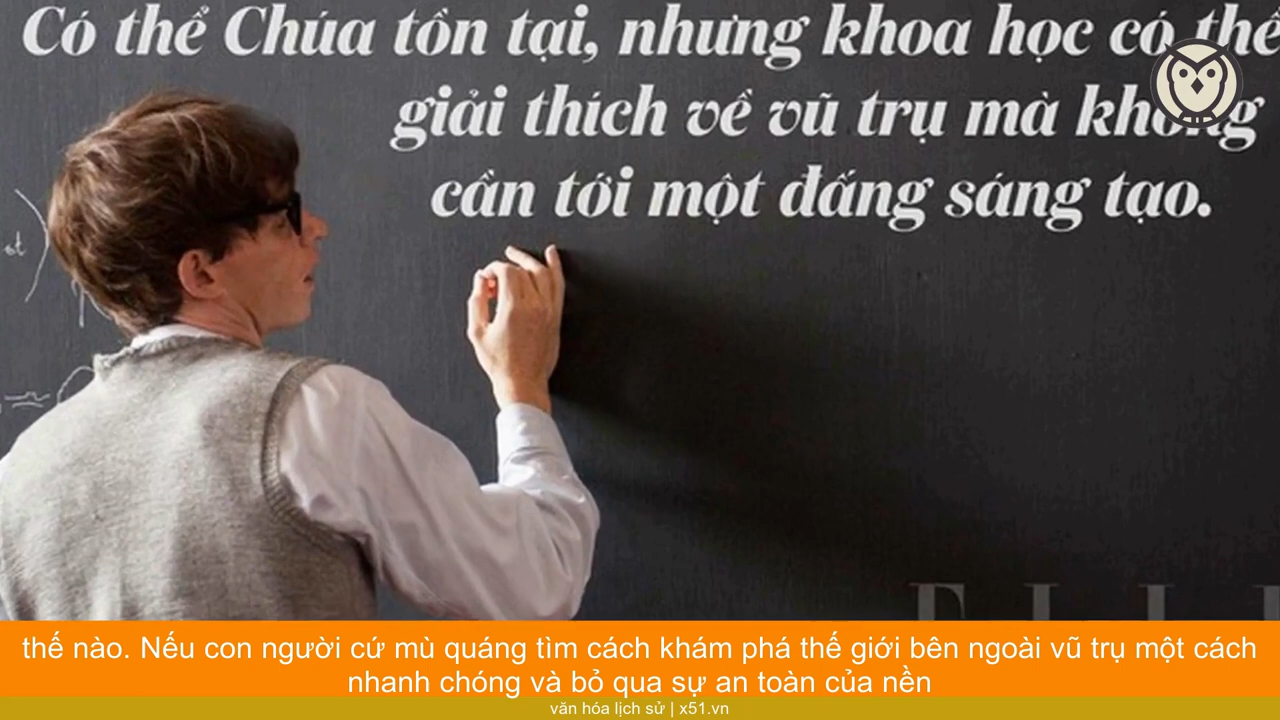 Có thể Chúa tồn tại, nhưng khoa học có thể
giải thích về vũ trụ mà không
cần tới một đấng sáng tạo.
st
ELLE
thế nào. Nếu con người cứ mù quáng tìm cách khám phá thế giới bên ngoài vũ trụ một cách
nhanh chóng và bỏ qua sự an toàn của nền
văn hóa lịch sử | x51.vn